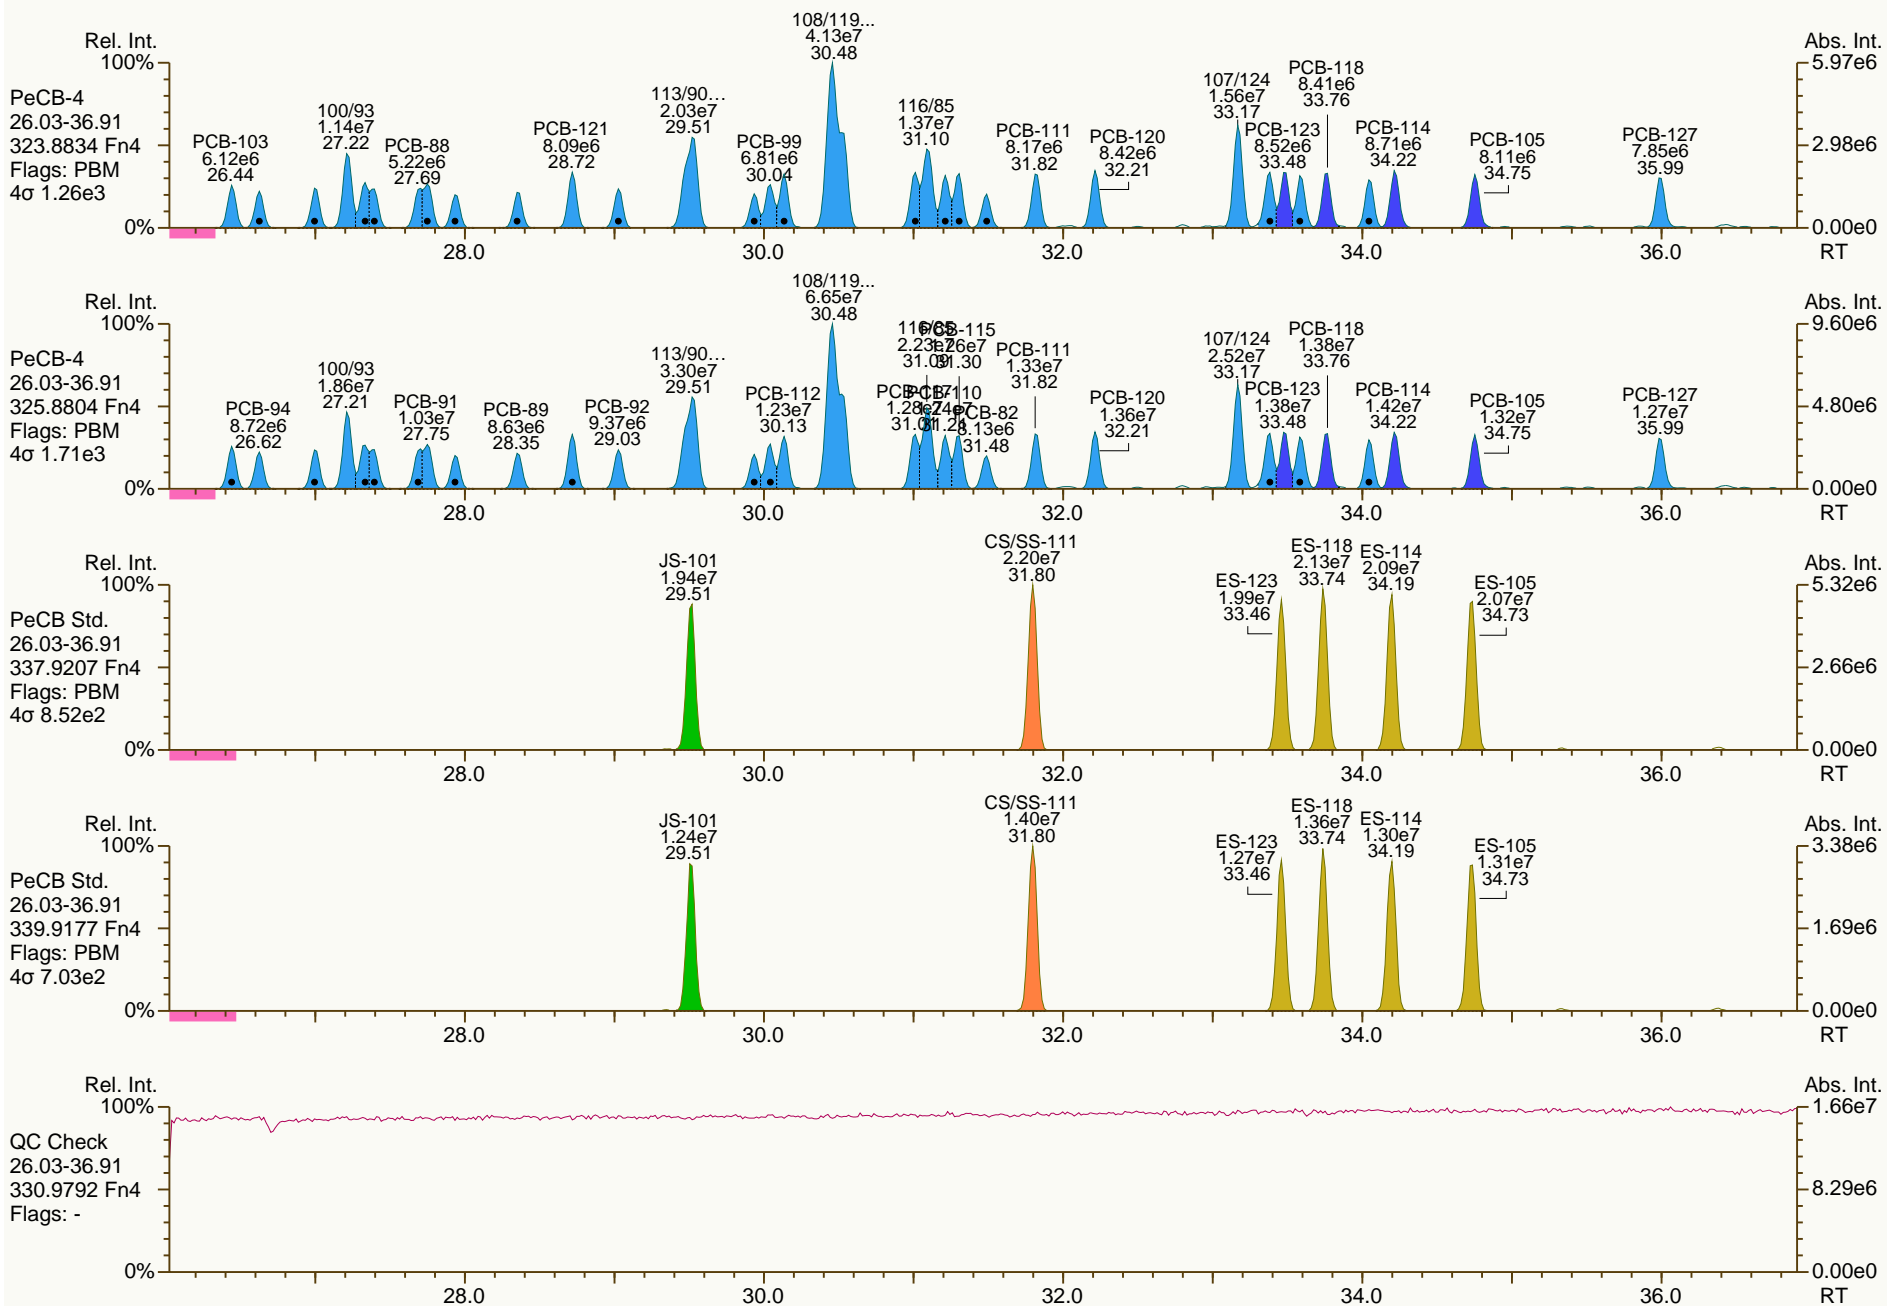 108/119...
4.13e7
30.48
Rel. Int.
100%
Abs. Int.
5.97e6
PeCB-4
26.03-36.91
323.8834 Fn4
Flags: PBM
4σ 1.26e3
PCB-103
6.12e6
26.44
100/93
1.14e7
27.22
PCB-88
5.22e6
27.69
PCB-121
8.09e6
28.72
113/90...
2.03e7
29.51
PCB-99
6.81e6
30.04
116/85
1.37e7
31.10
PCB-111
8.17e6
31.82
PCB-120
8.42e6
32.21
107/124
1.56e7
33.17
PCB-123
8.52e6
33.48
PCB-118
8.41e6
33.76
PCB-114
8.71e6
34.22
PCB-105
8.11e6
34.75
PCB-127
7.85e6
35.99
2.98e6
0%
0.00e0
28.0
30.0
32.0
34.0
36.0
RT
108/119...
6.65e7
30.48
Rel. Int.
100%
Abs. Int.
9.60e6
PeCB-4
26.03-36.91
325.8804 Fn4
Flags: PBM
4σ 1.71e3
PCB-94
8.72e6
26.62
100/93
1.86e7
27.21
PCB-91
1.03e7
27.75
PCB-89
8.63e6
28.35
PCB-92
9.37e6
29.03
113/90...
3.30e7
29.51
PCB-112
1.23e7
30.13
116/85
2.23e7
31.09
PCB-115
1.26e7
31.30
PCB-82
8.13e6
31.48
PCB-111
1.33e7
31.82
PCB-120
1.36e7
32.21
107/124
2.52e7
33.17
PCB-123
1.38e7
33.48
PCB-118
1.38e7
33.76
PCB-114
1.42e7
34.22
PCB-105
1.32e7
34.75
PCB-127
1.27e7
35.99
4.80e6
0%
0.00e0
28.0
30.0
32.0
34.0
36.0
RT
Rel. Int.
100%
Abs. Int.
5.32e6
PeCB Std.
26.03-36.91
337.9207 Fn4
Flags: PBM
4σ 8.52e2
JS-101
1.94e7
29.51
CS/SS-111
2.20e7
31.80
ES-123
1.99e7
33.46
ES-118
2.13e7
33.74
ES-114
2.09e7
34.19
ES-105
2.07e7
34.73
2.66e6
0%
0.00e0
28.0
30.0
32.0
34.0
36.0
RT
Rel. Int.
100%
Abs. Int.
3.38e6
PeCB Std.
26.03-36.91
339.9177 Fn4
Flags: PBM
4σ 7.03e2
JS-101
1.24e7
29.51
CS/SS-111
1.40e7
31.80
ES-123
1.27e7
33.46
ES-118
1.36e7
33.74
ES-114
1.30e7
34.19
ES-105
1.31e7
34.73
1.69e6
0%
0.00e0
28.0
30.0
32.0
34.0
36.0
RT
Rel. Int.
100%
Abs. Int.
1.66e7
QC Check
26.03-36.91
330.9792 Fn4
Flags: -
8.29e6
0%
0.00e0
28.0
30.0
32.0
34.0
36.0
RT